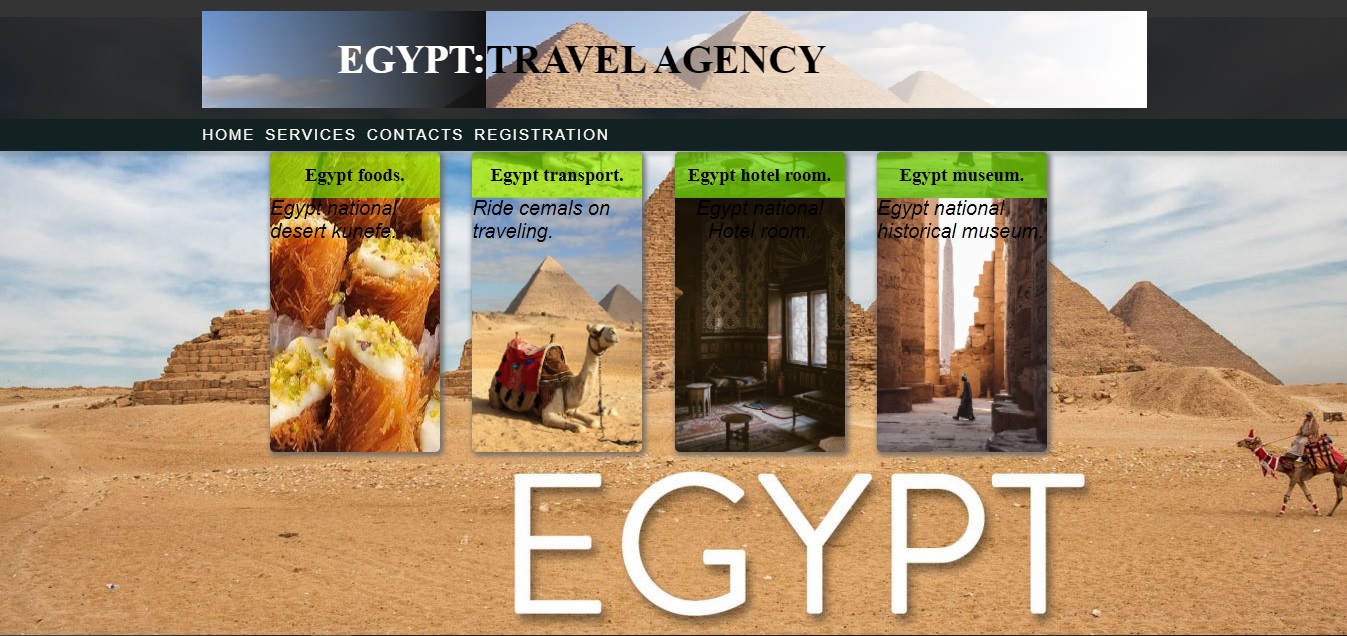 EGYPT:TRAVEL AGENCY
HOME SERVICES CONTACTS REGISTRATION
Egypt foods.
Egypt national
desert kunefe.
Egypt transport.
Ride cemals on
traveling.
Egypt hotel room.
Egypt national
Hotel room.
Egypt museum.
Egypt national
historical museum.
EGYPT